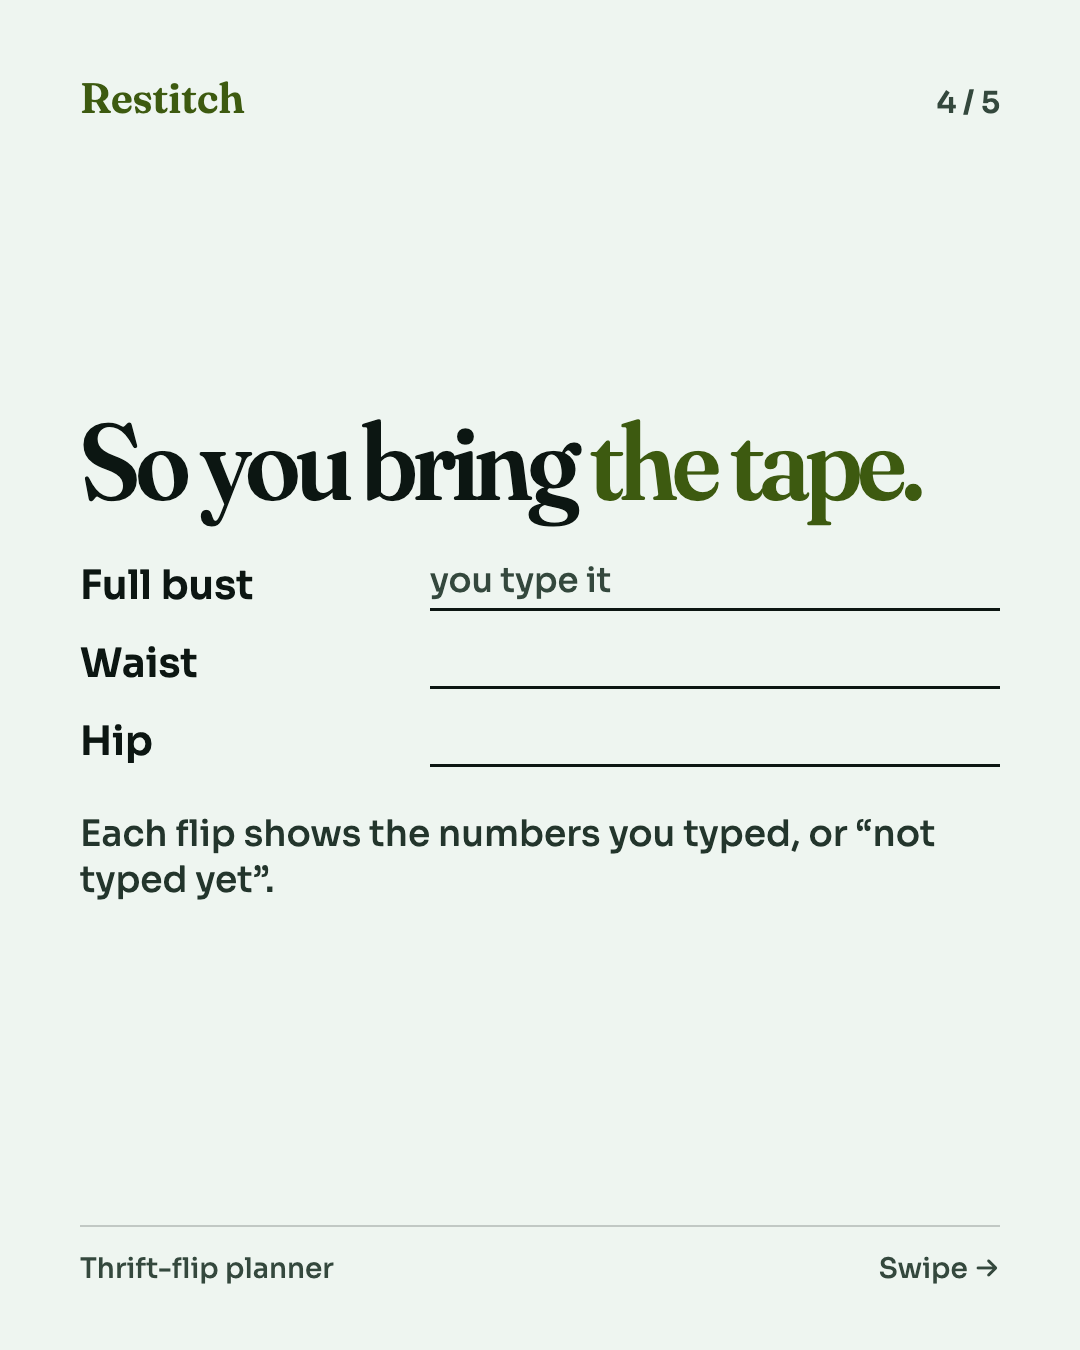 Restitch
4 / 5
So you bring the tape.
Full bust
you type it
Waist
Hip
Each flip shows the numbers you typed, or “not
typed yet”.
Thrift-flip planner
Swipe →